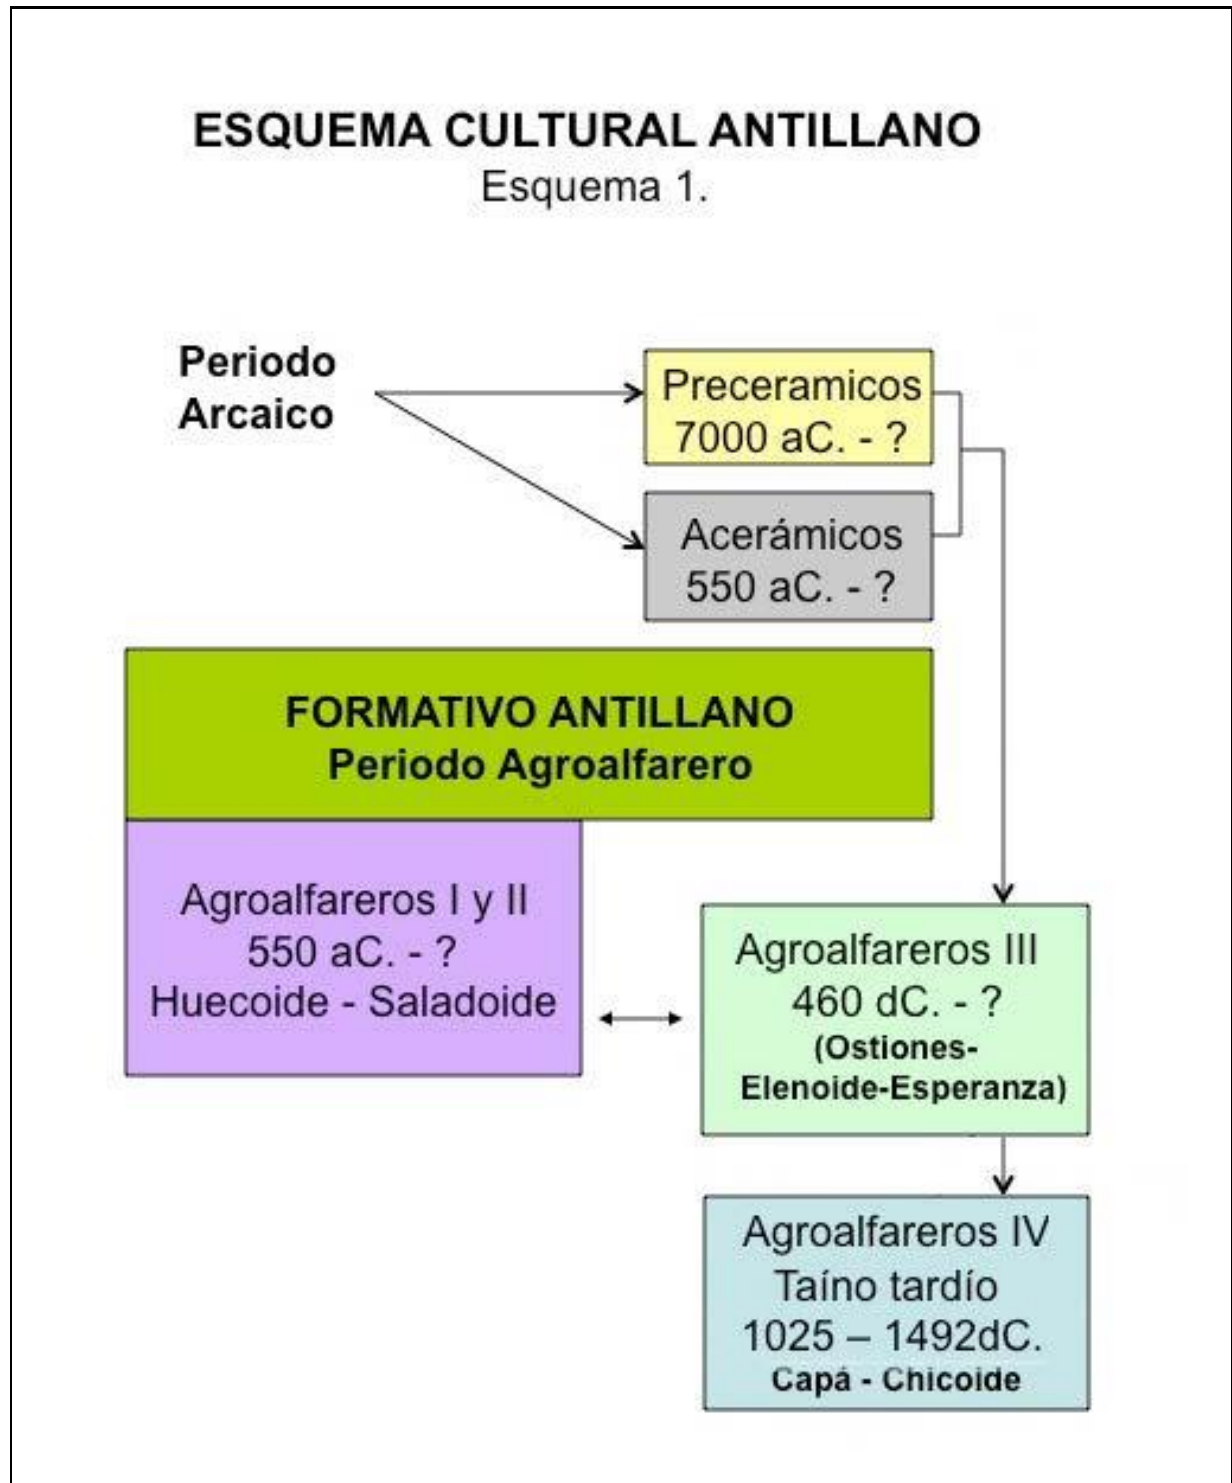 ESQUEMA CULTURAL ANTILLANO
Esquema 1.
Periodo
Arcaico
Preceramicos
7000 aC. - ?
Acerámicos
550 aC. - ?
FORMATIVO ANTILLANO
Periodo Agroalfarero
Agroalfareros I y II
550 aC. - ?
Huecoide - Saladoide
Agroalfareros III
460 dC. - ?
(Ostiones-
Elenoide-Esperanza)
Agroalfareros IV
Taíno tardío
1025 – 1492dC.
Capá - Chicoide